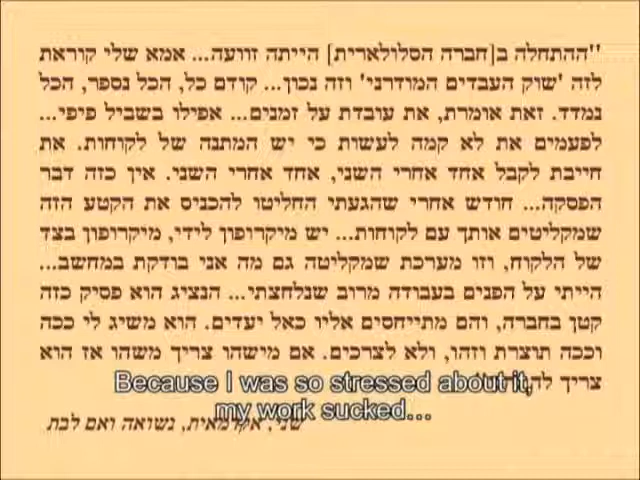 "ההתחלה ב[חברה הסלולארית] הייתה זוועה... אמא שלי קוראת
לזה 'שוק העבדים המודרני' וזה נכון... קודם כל, הכל נספר, הכל
נמדד. זאת אומרת, את עובדת על זמנים... אפילו בשביל פיפי...
לפעמים את לא קמה לעשות כי יש המתנה של לקוחות. את
חייבת לקבל אחד אחרי השני, אחד אחרי השני. אין כזה דבר
הפסקה... חודש אחרי שהגעתי החליטו להכניס את הקטע הזה
שמקליטים אותך עם לקוחות... יש מיקרופון לידי, מיקרופון בצד
של הלקוח, וזו מערכת שמקליטה גם מה אני בודקת במחשב...
הייתי על הפנים בעבודה מרוב שנלחצתי... הנציג הוא פסיק כזה
קטן בחברה, והם מתייחסים אליו כאל יעדים. הוא משיג לי ככה
וככה תוצרת וזהו, ולא לצרכים. אם מישהו צריך משהו אז הוא
צריך
Because I was so stressed about it,
my work sucked...
שני, אקדמאית, נשואה ואם לבת